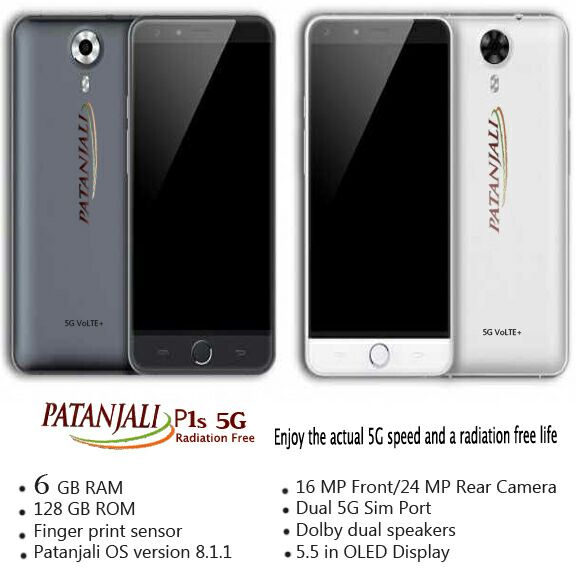 PATANJALI
5G VoLTE+
PATANJALI
5G VoLTE+
PATANJALI P1s 5G
Radiation Free
Enjoy the actual 5G speed and a radiation free life
• 6 GB RAM
• 128 GB ROM
• Finger print sensor
• Patanjali OS version 8.1.1
• 16 MP Front/24 MP Rear Camera
• Dual 5G Sim Port
• Dolby dual speakers
• 5.5 in OLED Display